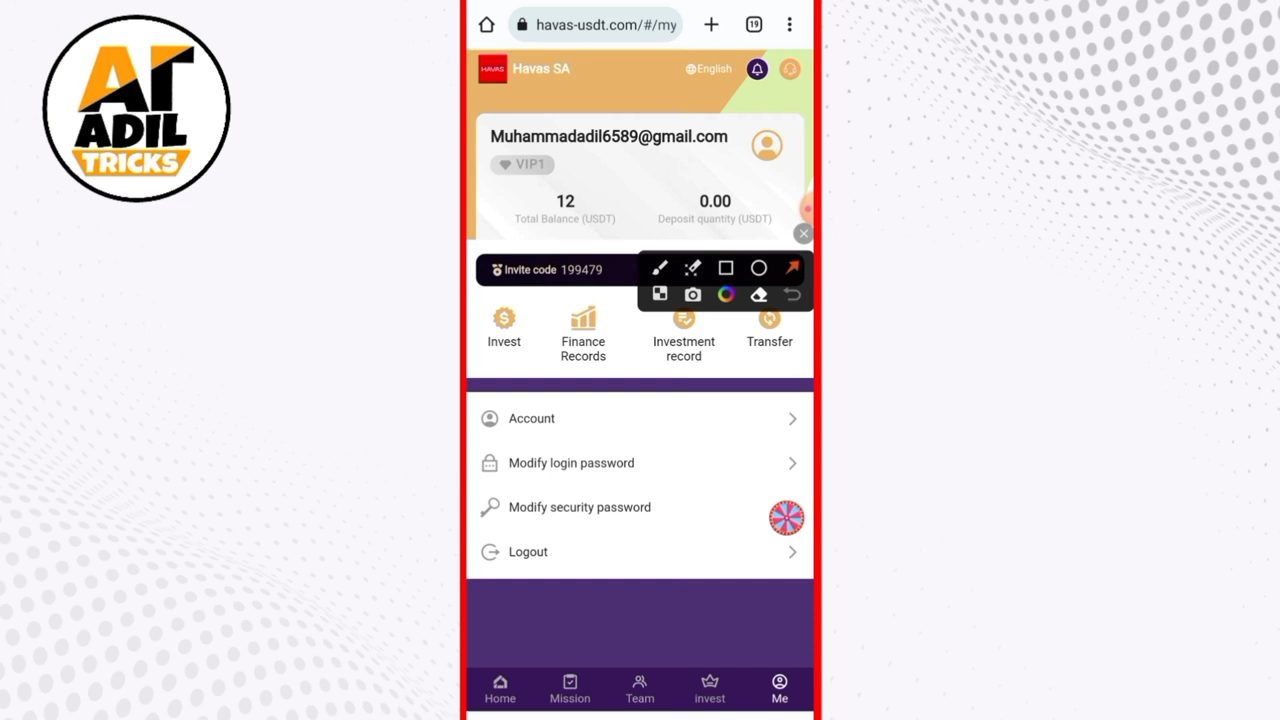 AT
ADIL
TRICKS
havas-usdt.com/#/my
19
HAVAS
Havas SA
English
Muhammadadil6589@gmail.com
VIP1
12
0.00
Total Balance (USDT)
Deposit quantity (USDT)
Invite code 199479
Invest
Finance
Records
Investment
record
Transfer
Account
Modify login password
Modify security password
Logout
Home
Mission
Team
invest
Me